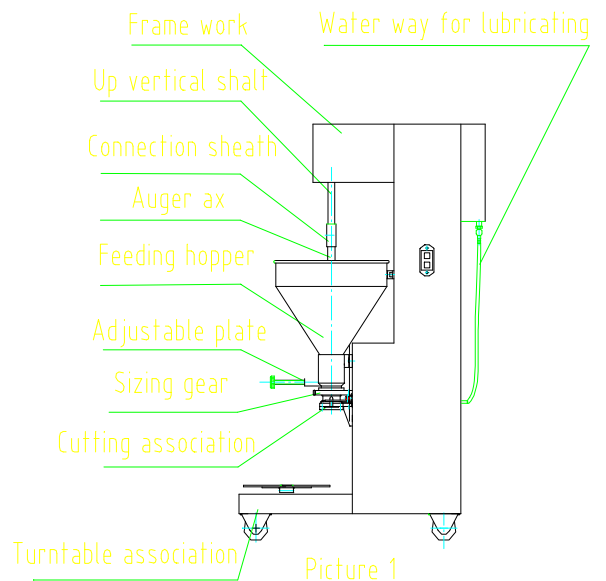 Frame work
Water way for lubricating
Up vertical shalt
Connection sheath
Auger ax
Feeding hopper
Adjustable plate
Sizing gear
Cutting association
Turntable association
Picture 1